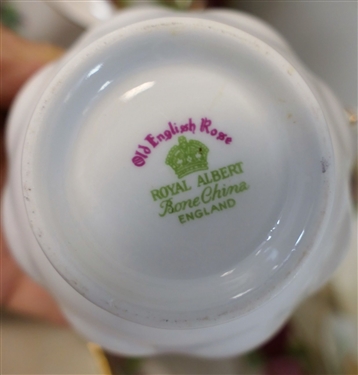 Old English Rose
ROYAL ALBERT
Bone China
ENGLAND